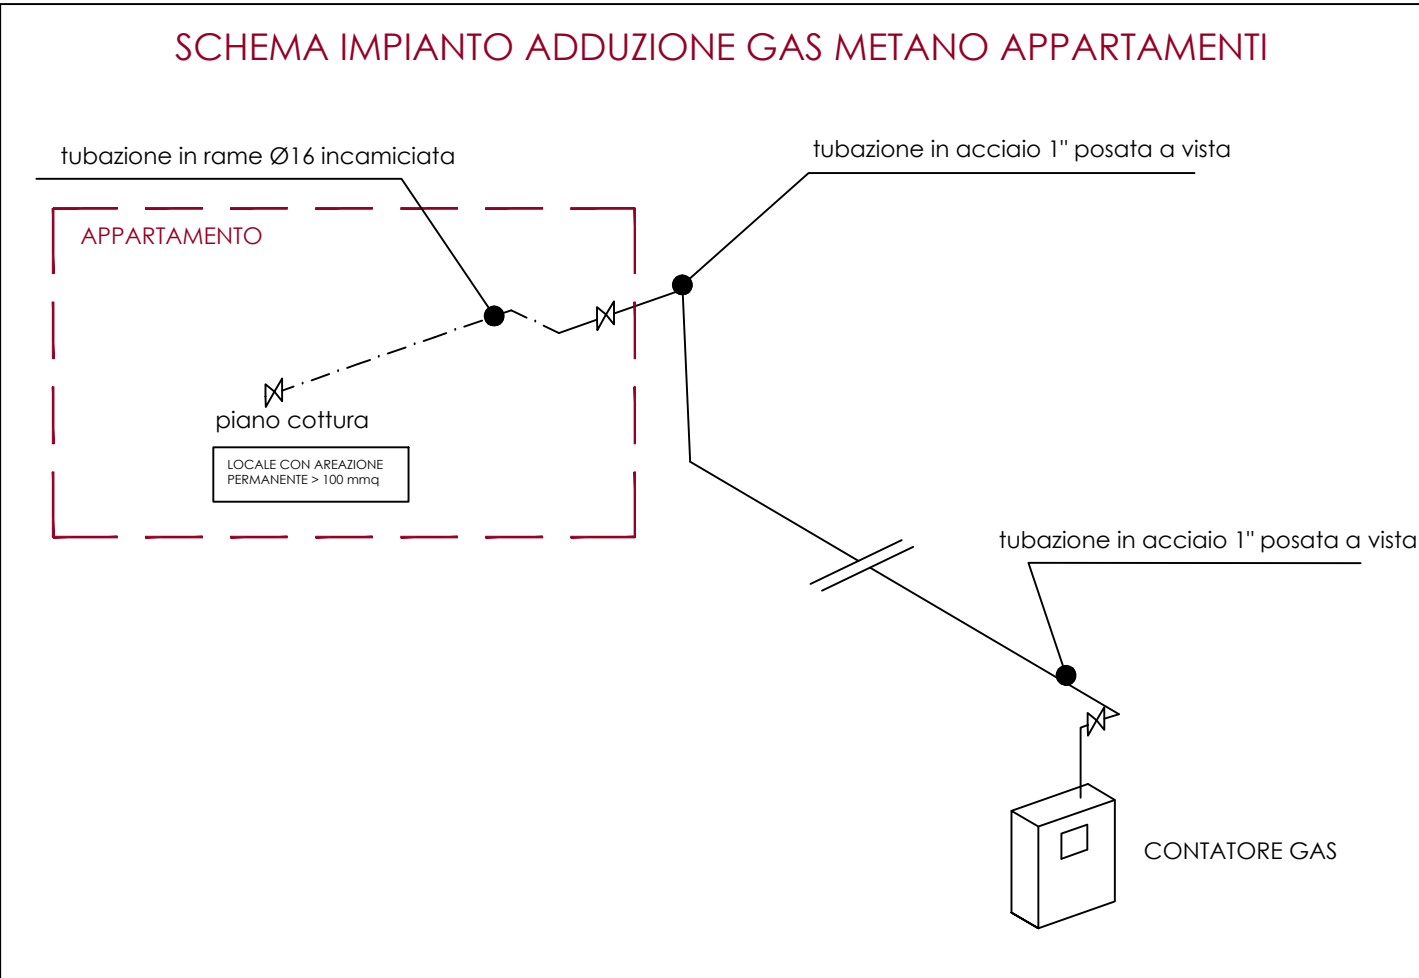 SCHEMA IMPIANTO ADDUZIONE GAS METANO APPARTAMENTI
tubazione in rame Ø16 incamiciata
tubazione in acciaio 1" posata a vista
APPARTAMENTO
piano cottura
LOCALE CON AREAZIONE
PERMANENTE > 100 mmq
tubazione in acciaio 1" posata a vista
CONTATORE GAS